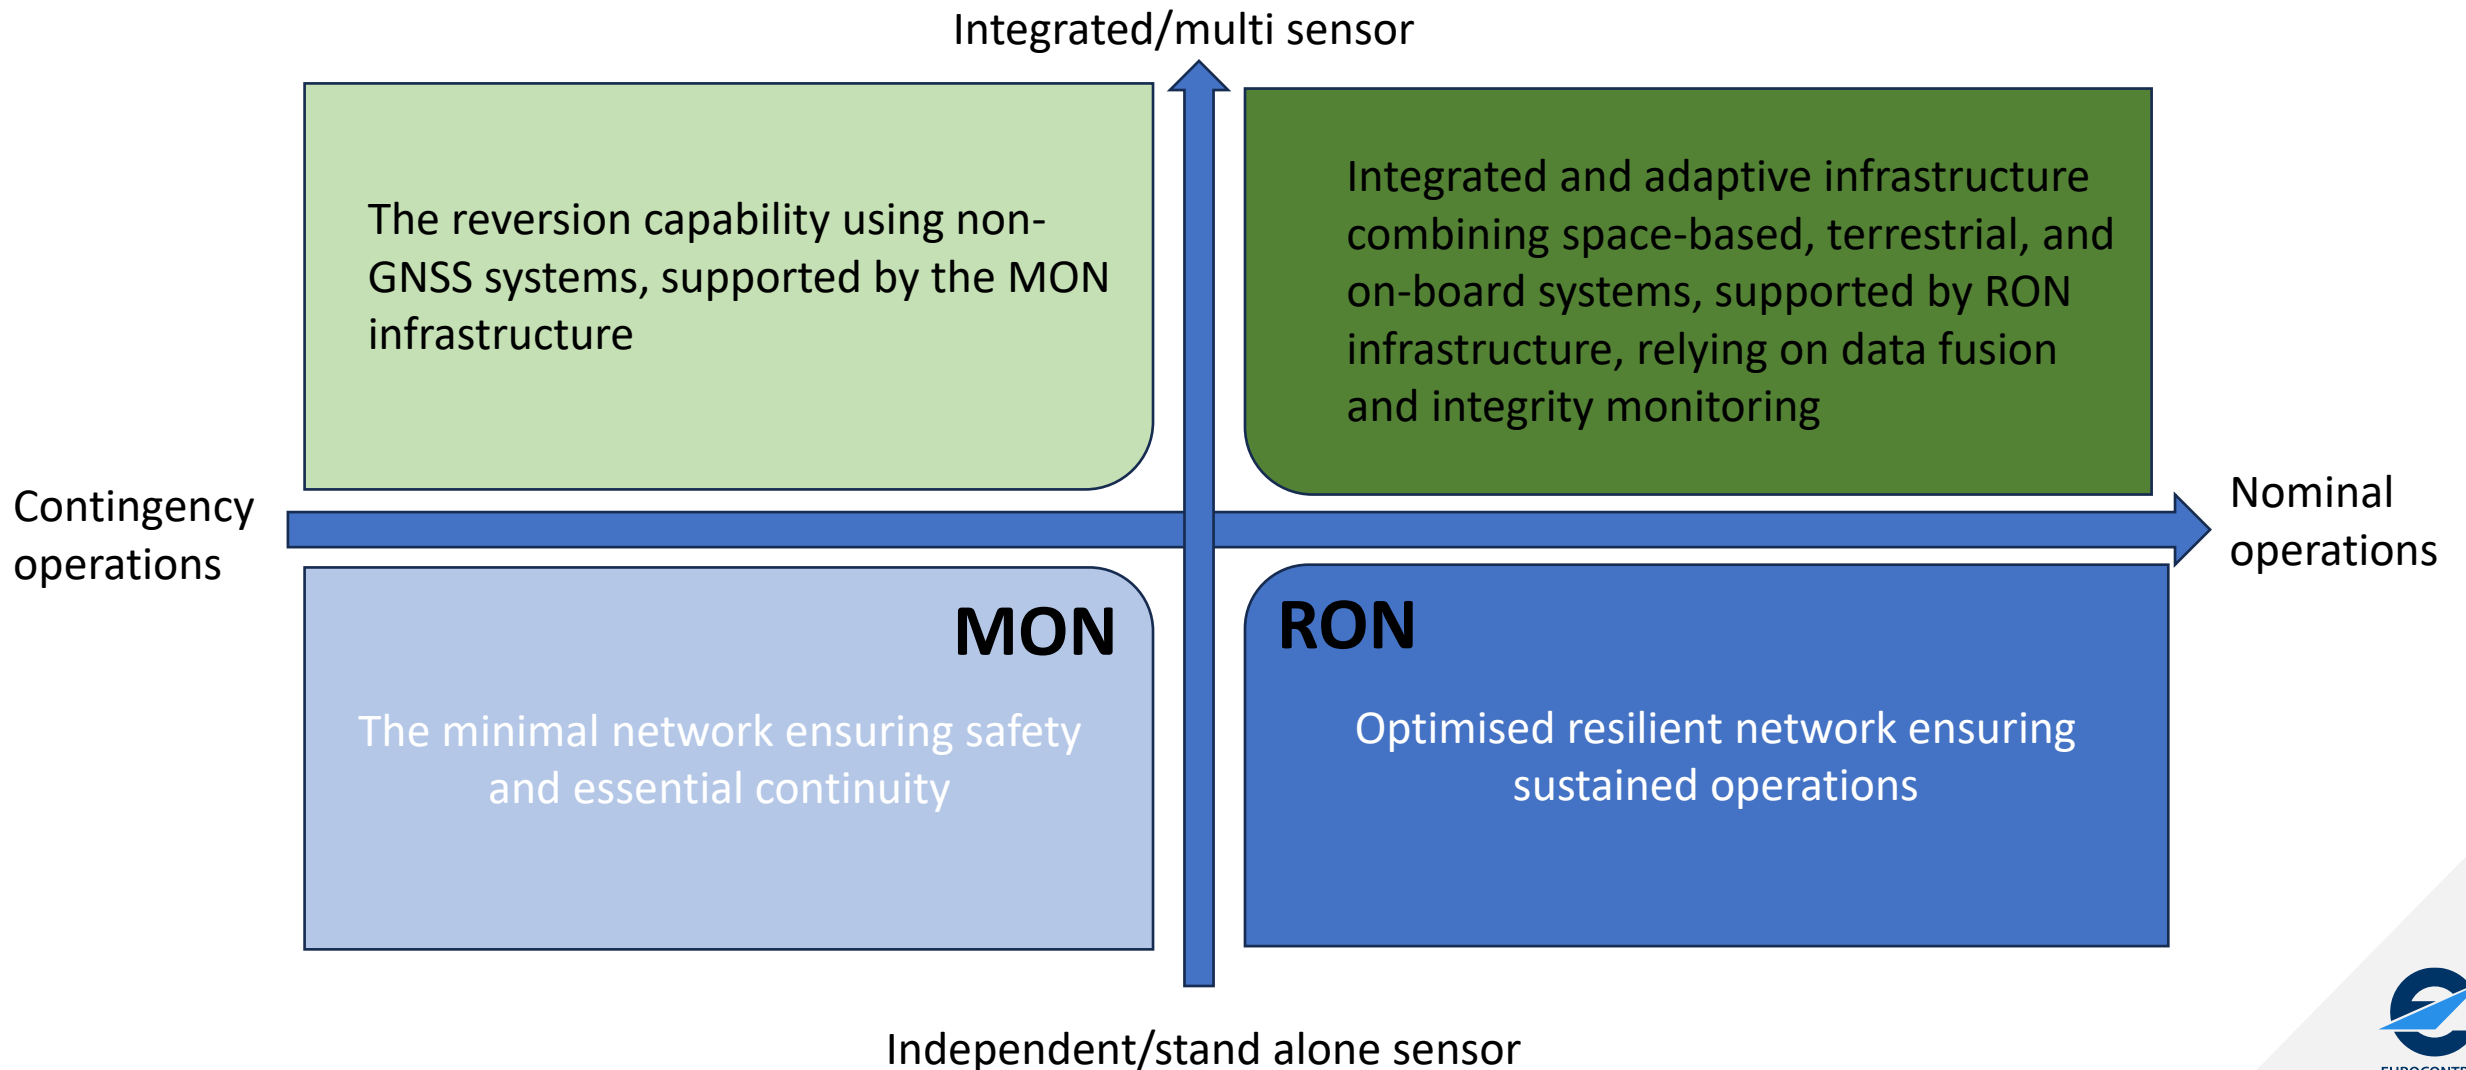 Integrated/multi sensor
The reversion capability using non-
GNSS systems, supported by the MON
infrastructure
Integrated and adaptive infrastructure
combining space-based, terrestrial, and
on-board systems, supported by RON
infrastructure, relying on data fusion
and integrity monitoring
Contingency
operations
Nominal
operations
MON
The minimal network ensuring safety
and essential continuity
RON
Optimised resilient network ensuring
sustained operations
Independent/stand alone sensor